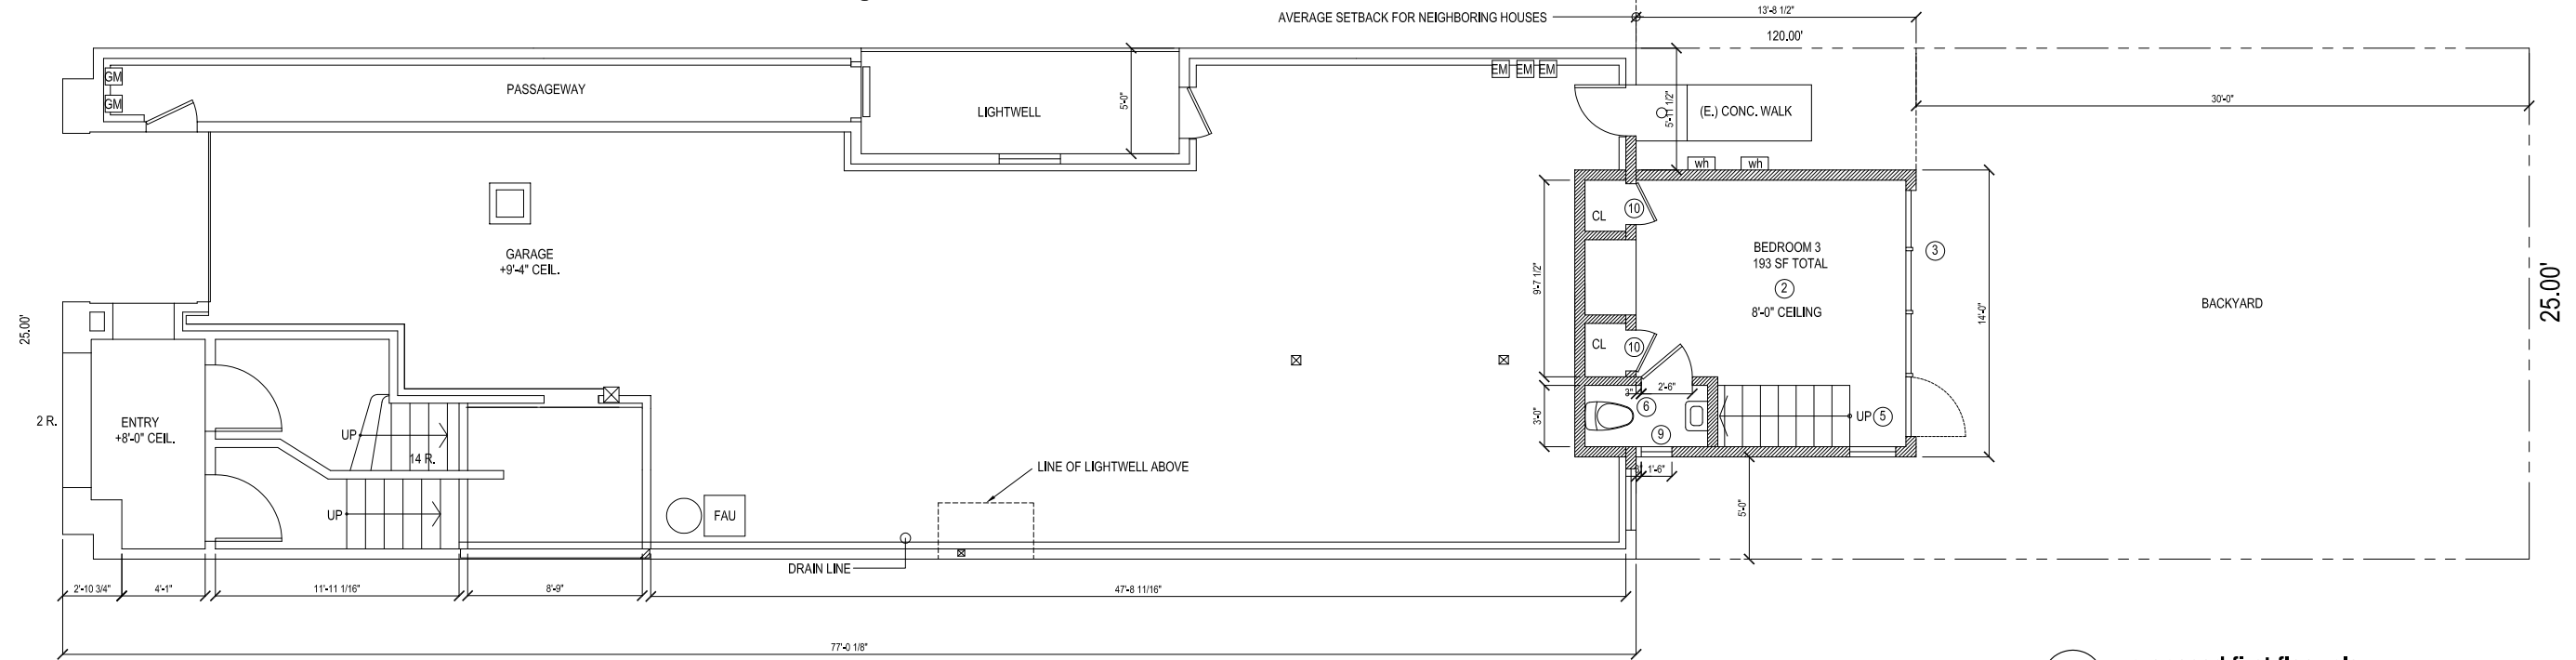 AVERAGE SETBACK FOR NEIGHBORING HOUSES
13'-8 1/2"
120.00'
GM
GM
PASSAGEWAY
LIGHTWELL
5'-0"
EM
EM
EM
5'-11 1/2"
(E.) CONC. WALK
30'-0"
wh
wh
GARAGE
+9'-4" CEIL.
CL
10
9'-7 1/2"
BEDROOM 3
193 SF TOTAL
2
8'-0" CEILING
3
14'-0"
BACKYARD
25.00'
25.00'
CL
10
2 R.
ENTRY
+8'-0" CEIL.
UP
14 R.
UP
3"
2'-6"
6
3'-0"
9
UP
5
1'-6"
5'-0"
LINE OF LIGHTWELL ABOVE
FAU
DRAIN LINE
2'-10 3/4"
4'-1"
11'-11 1/16"
8'-9"
47'-8 11/16"
77'-0 1/8"